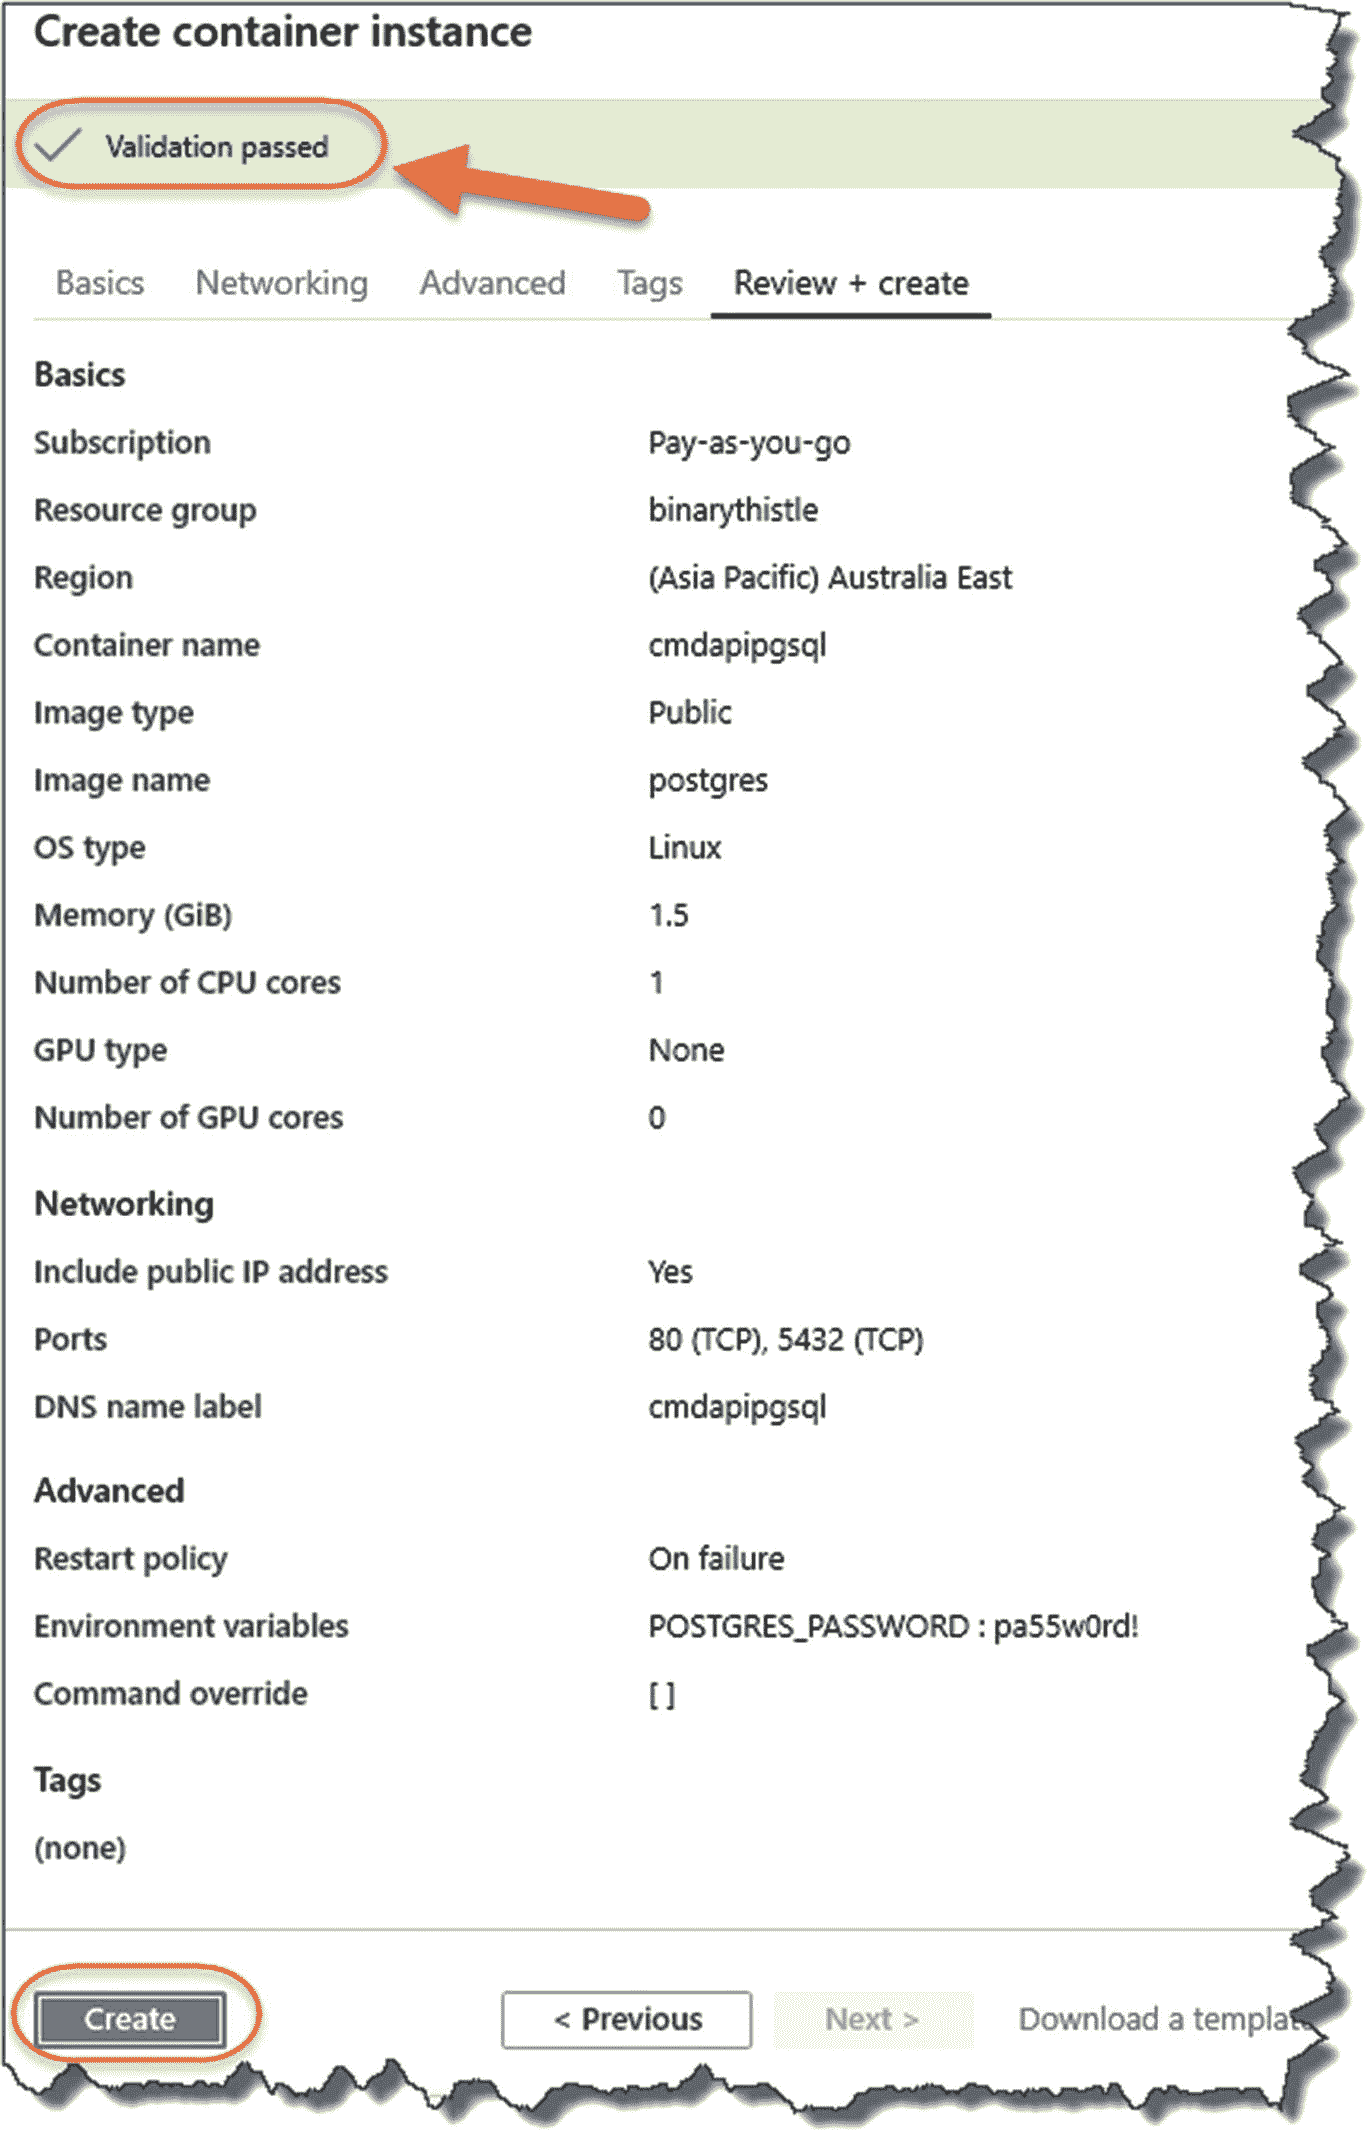 Create container instance
Validation passed
Basics Networking Advanced Tags Review + create
Basics
Subscription Pay-as-you-go
Resource group binarythistle
Region (Asia Pacific) Australia East
Container name cmdapipgsql
Image type Public
Image name postgres
OS type Linux
Memory (GiB) 1.5
Number of CPU cores 1
GPU type None
Number of GPU cores 0
Networking
Include public IP address Yes
Ports 80 (TCP), 5432 (TCP)
DNS name label cmdapipgsql
Advanced
Restart policy On failure
Environment variables POSTGRES_PASSWORD : pa55w0rd!
Command override [ ]
Tags
(none)
Create < Previous Next > Download a templat